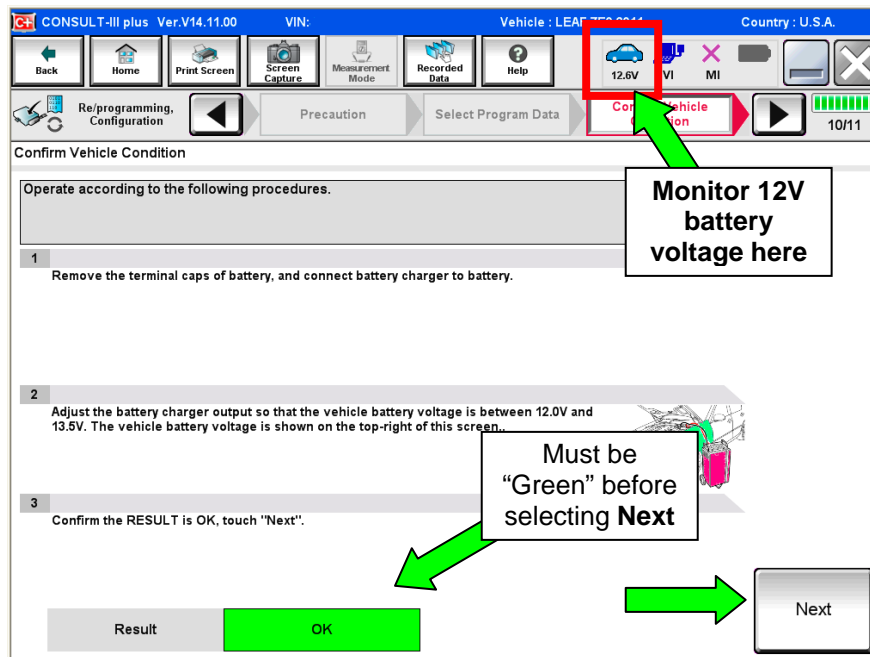 C+ CONSULT-III plus Ver.V14.11.00 VIN: Vehicle : LEAF Country : U.S.A.
Back
Home
Print Screen
Screen Capture
Measurement Mode
Recorded Data
Help
12.6V
VI
MI
Re/programming, Configuration
Precaution
Select Program Data
Vehicle
10/11
Confirm Vehicle Condition
Operate according to the following procedures.
Monitor 12V
battery
voltage here
1
Remove the terminal caps of battery, and connect battery charger to battery.
2
Adjust the battery charger output so that the vehicle battery voltage is between 12.0V and
13.5V. The vehicle battery voltage is shown on the top-right of this screen..
Must be
“Green” before
selecting Next
3
Confirm the RESULT is OK, touch "Next".
Result
OK
Next